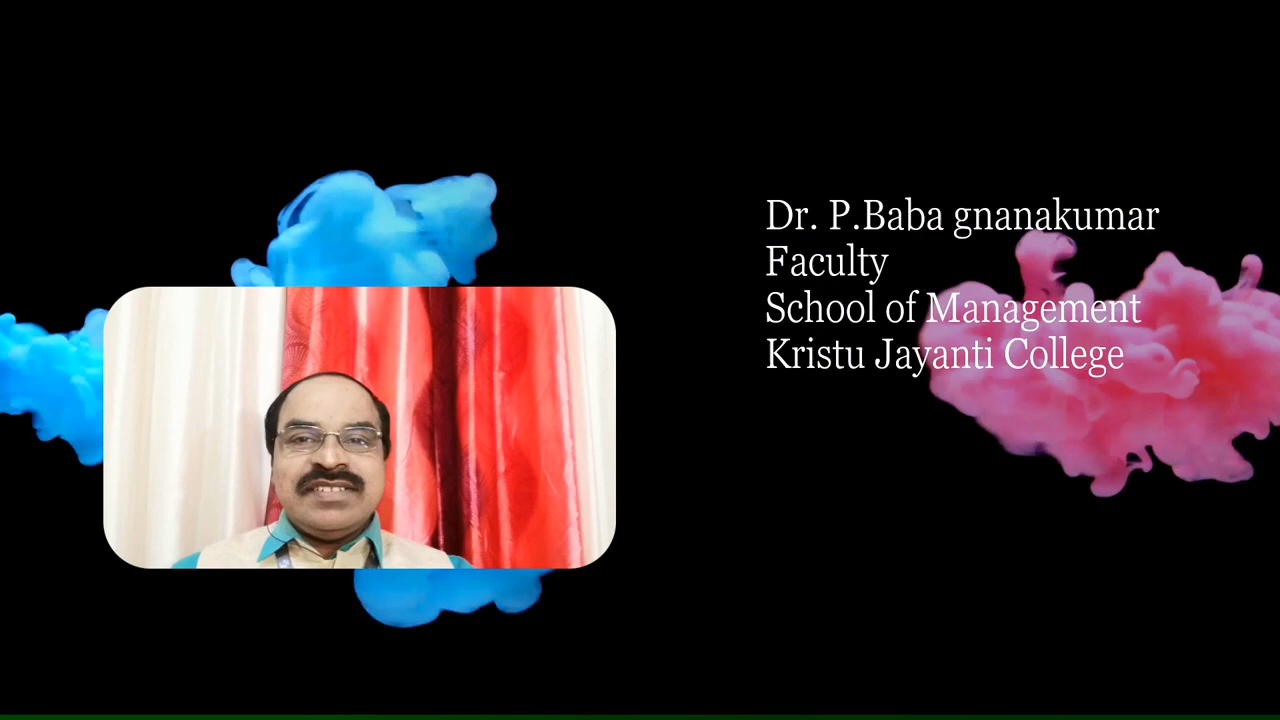 Dr. P.Baba gnanakumar
Faculty
School of Management
Kristu Jayanti College